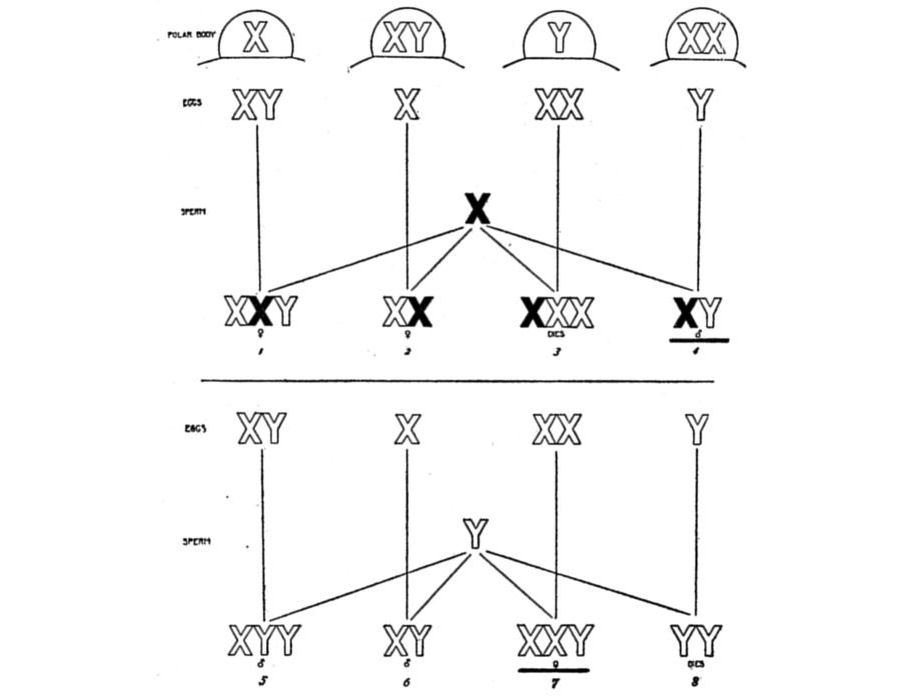 POLAR BODY X XY Y XX
EGGS XY X XX Y
SPERM X
XXY XX XXX XY
♀ ♀ DIES ♂
1 2 3 4
EGGS XY X XX Y
SPERM Y
XYY XY XXY YY
♂ ♂ ♀ DIES
5 6 7 8